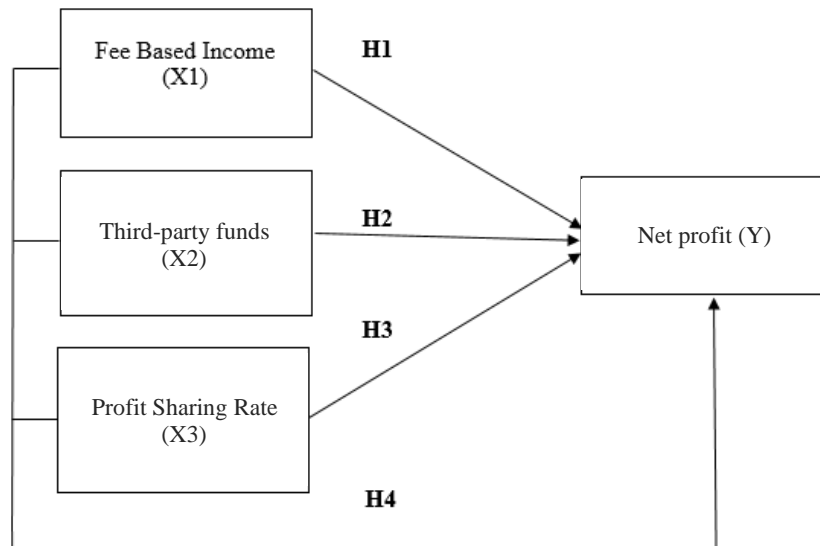 Fee Based Income
(X1)
H1
Third-party funds
(X2)
H2
Net profit (Y)
H3
Profit Sharing Rate
(X3)
H4